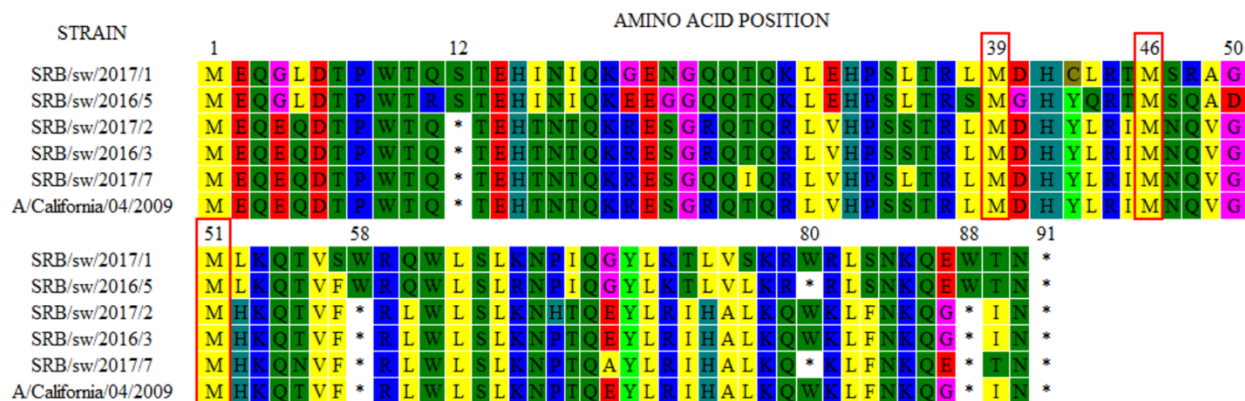 AMINO ACID POSITION
STRAIN
1 12 39 46 50
SRB/sw/2017/1 M E Q G L D T P W T Q S T E H I N I Q K G E N G Q Q T Q K L E H P S L T R L M D H C L R T M S R A G
SRB/sw/2016/5 M E Q G L D T P W T R S T E H I N I Q K E E G G Q Q T Q K L E H P S L T R S M G H Y Q R T M S Q A D
SRB/sw/2017/2 M E Q E Q D T P W T Q * T E H T N T Q K R E S G R Q T Q R L V H P S S T R L M D H Y L R I M N Q V G
SRB/sw/2016/3 M E Q E Q D T P W T Q * T E H T N T Q K R E S G R Q T Q R L V H P S S T R L M D H Y L R I M N Q V G
SRB/sw/2017/7 M E Q E Q D T P W T Q * T E H T N T Q K R E S G Q Q I Q R L V H P S L T R L M D H Y L R I M N Q V G
A/California/04/2009 M E Q E Q D T P W T Q * T E H T N T Q K R E S G R Q T Q R L V H P S S T R L M D H Y L R I M N Q V G
51 58 80 88 91
SRB/sw/2017/1 M L K Q T V S W R Q W L S L K N P I Q G Y L K T L V S K R W R L S N K Q E W T N *
SRB/sw/2016/5 M L K Q T V F W R Q W L S L R N P I Q G Y L K T L V L K R * R L S N K Q E W T N *
SRB/sw/2017/2 M H K Q T V F * R L W L S L K N H T Q E Y L R I H A L K Q W K L F N K Q G * I N *
SRB/sw/2016/3 M H K Q T V F * R L W L S L K N P T Q E Y L R I H A L K Q W K L F N K Q G * I N *
SRB/sw/2017/7 M H K Q N V F * R L W L S L K N P T Q A Y L R I H A L K Q * K L F N K Q E * T N *
A/California/04/2009 M H K Q T V F * R L W L S L K N P T Q E Y L R I H A L K Q W K L F N K Q G * I N *